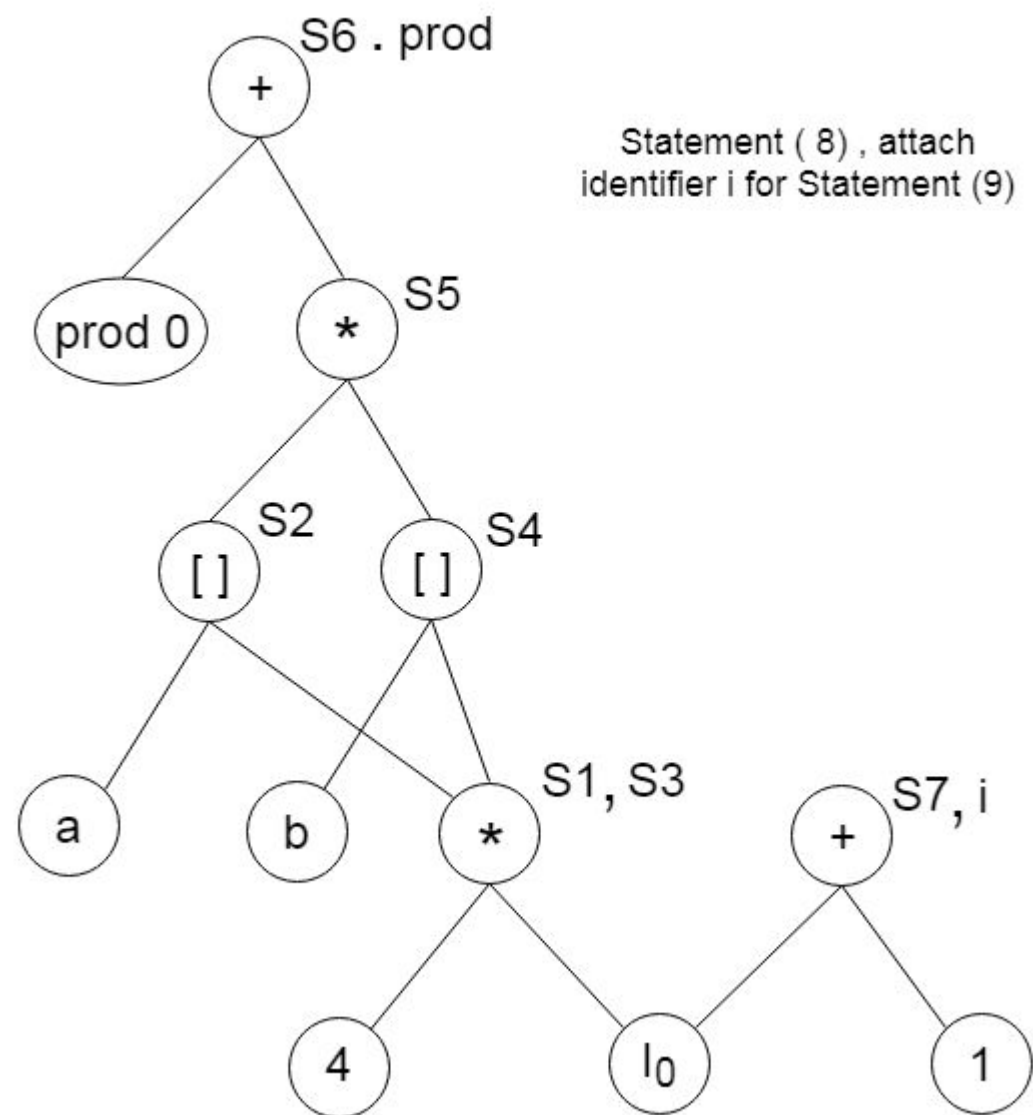 S6 . prod
+
Statement ( 8) , attach
identifier i for Statement (9)
prod 0
*
S5
[ ]
S2
[ ]
S4
a
b
*
S1, S3
+
S7, i
4
I0
1